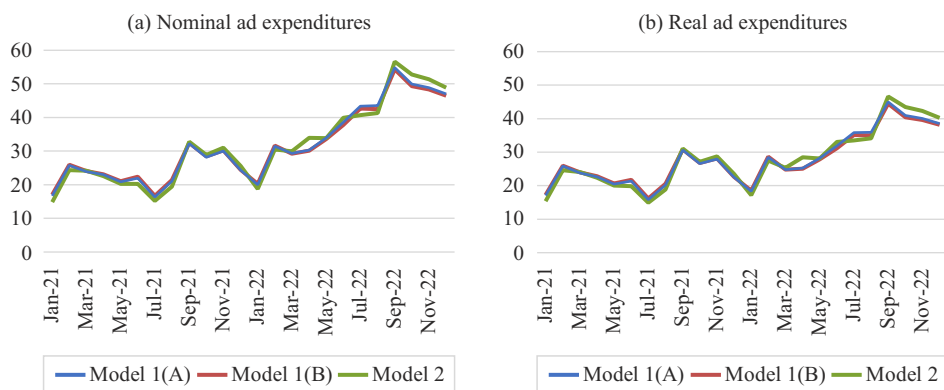 (a) Nominal ad expenditures
60
50
40
30
20
10
0
Jan-21
Mar-21
May-21
Jul-21
Sep-21
Nov-21
Jan-22
Mar-22
May-22
Jul-22
Sep-22
Nov-22
Model 1(A) Model 1(B) Model 2
(b) Real ad expenditures
60
50
40
30
20
10
0
Jan-21
Mar-21
May-21
Jul-21
Sep-21
Nov-21
Jan-22
Mar-22
May-22
Jul-22
Sep-22
Nov-22
Model 1(A) Model 1(B) Model 2